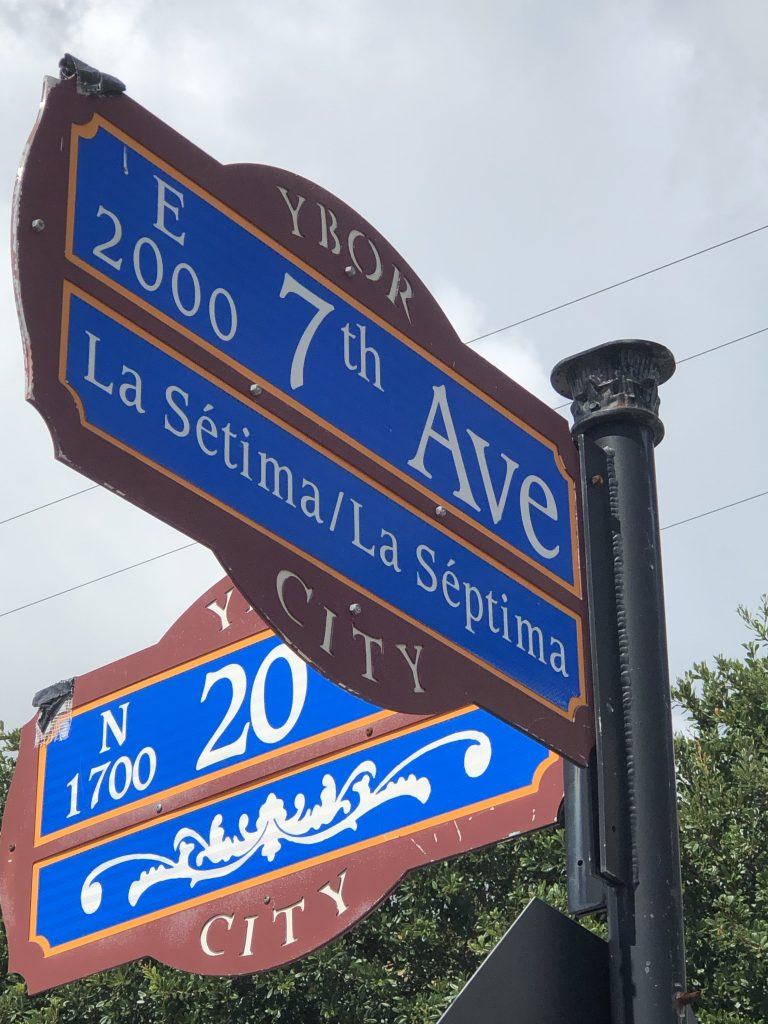 YBOR
E
2000 7th Ave
La Sétima/La Séptima
CITY
N
1700 20
CITY